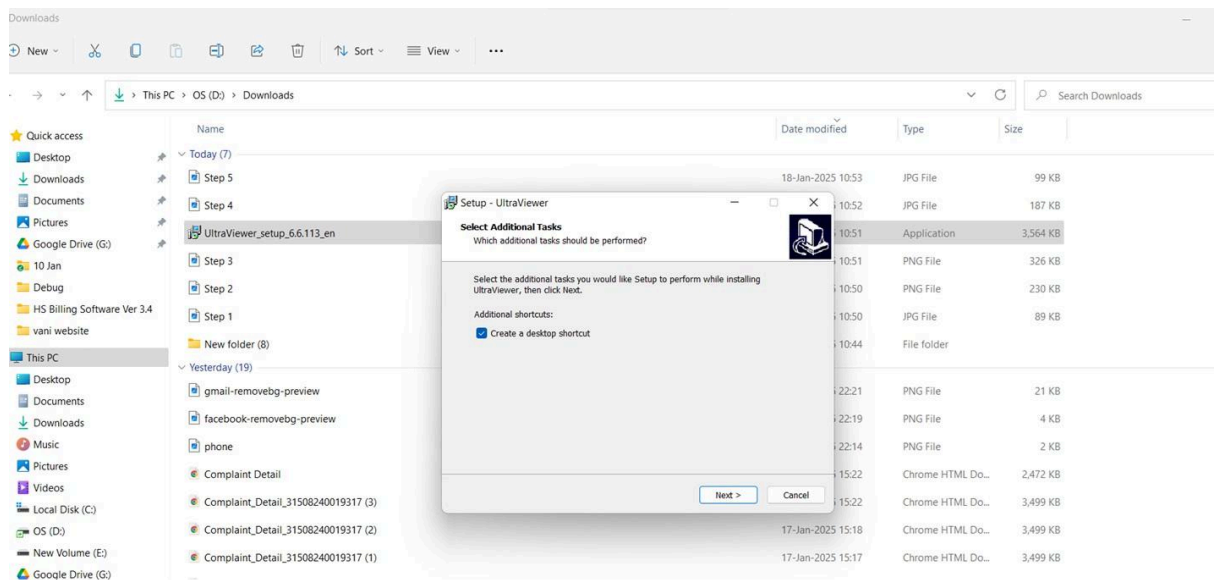 Downloads
New
Sort
View
This PC > OS (D:) > Downloads
Search Downloads
Quick access
Desktop
Downloads
Documents
Pictures
Google Drive (G:)
10 Jan
Debug
HS Billing Software Ver 3.4
vani website
This PC
Desktop
Documents
Downloads
Music
Pictures
Videos
Local Disk (C:)
OS (D:)
New Volume (E:)
Google Drive (G:)
Name Date modified Type Size
Today (7)
Step 5 18-Jan-2025 10:53 JPG File 99 KB
Step 4 10:52 JPG File 187 KB
UltraViewer_setup_6.6.113_en 10:51 Application 3,564 KB
Step 3 10:51 PNG File 326 KB
Step 2 10:50 PNG File 230 KB
Step 1 10:50 JPG File 89 KB
New folder (8) 10:44 File folder
Yesterday (19)
gmail-removebg-preview 22:21 PNG File 21 KB
facebook-removebg-preview 22:19 PNG File 4 KB
phone 22:14 PNG File 2 KB
Complaint Detail 15:22 Chrome HTML Do... 2,472 KB
Complaint_Detail_31508240019317 (3) 15:22 Chrome HTML Do... 3,499 KB
Complaint_Detail_31508240019317 (2) 17-Jan-2025 15:18 Chrome HTML Do... 3,499 KB
Complaint_Detail_31508240019317 (1) 17-Jan-2025 15:17 Chrome HTML Do... 3,499 KB
Setup - UltraViewer
Select Additional Tasks
Which additional tasks should be performed?
Select the additional tasks you would like Setup to perform while installing
UltraViewer, then click Next.
Additional shortcuts:
Create a desktop shortcut
Next >
Cancel